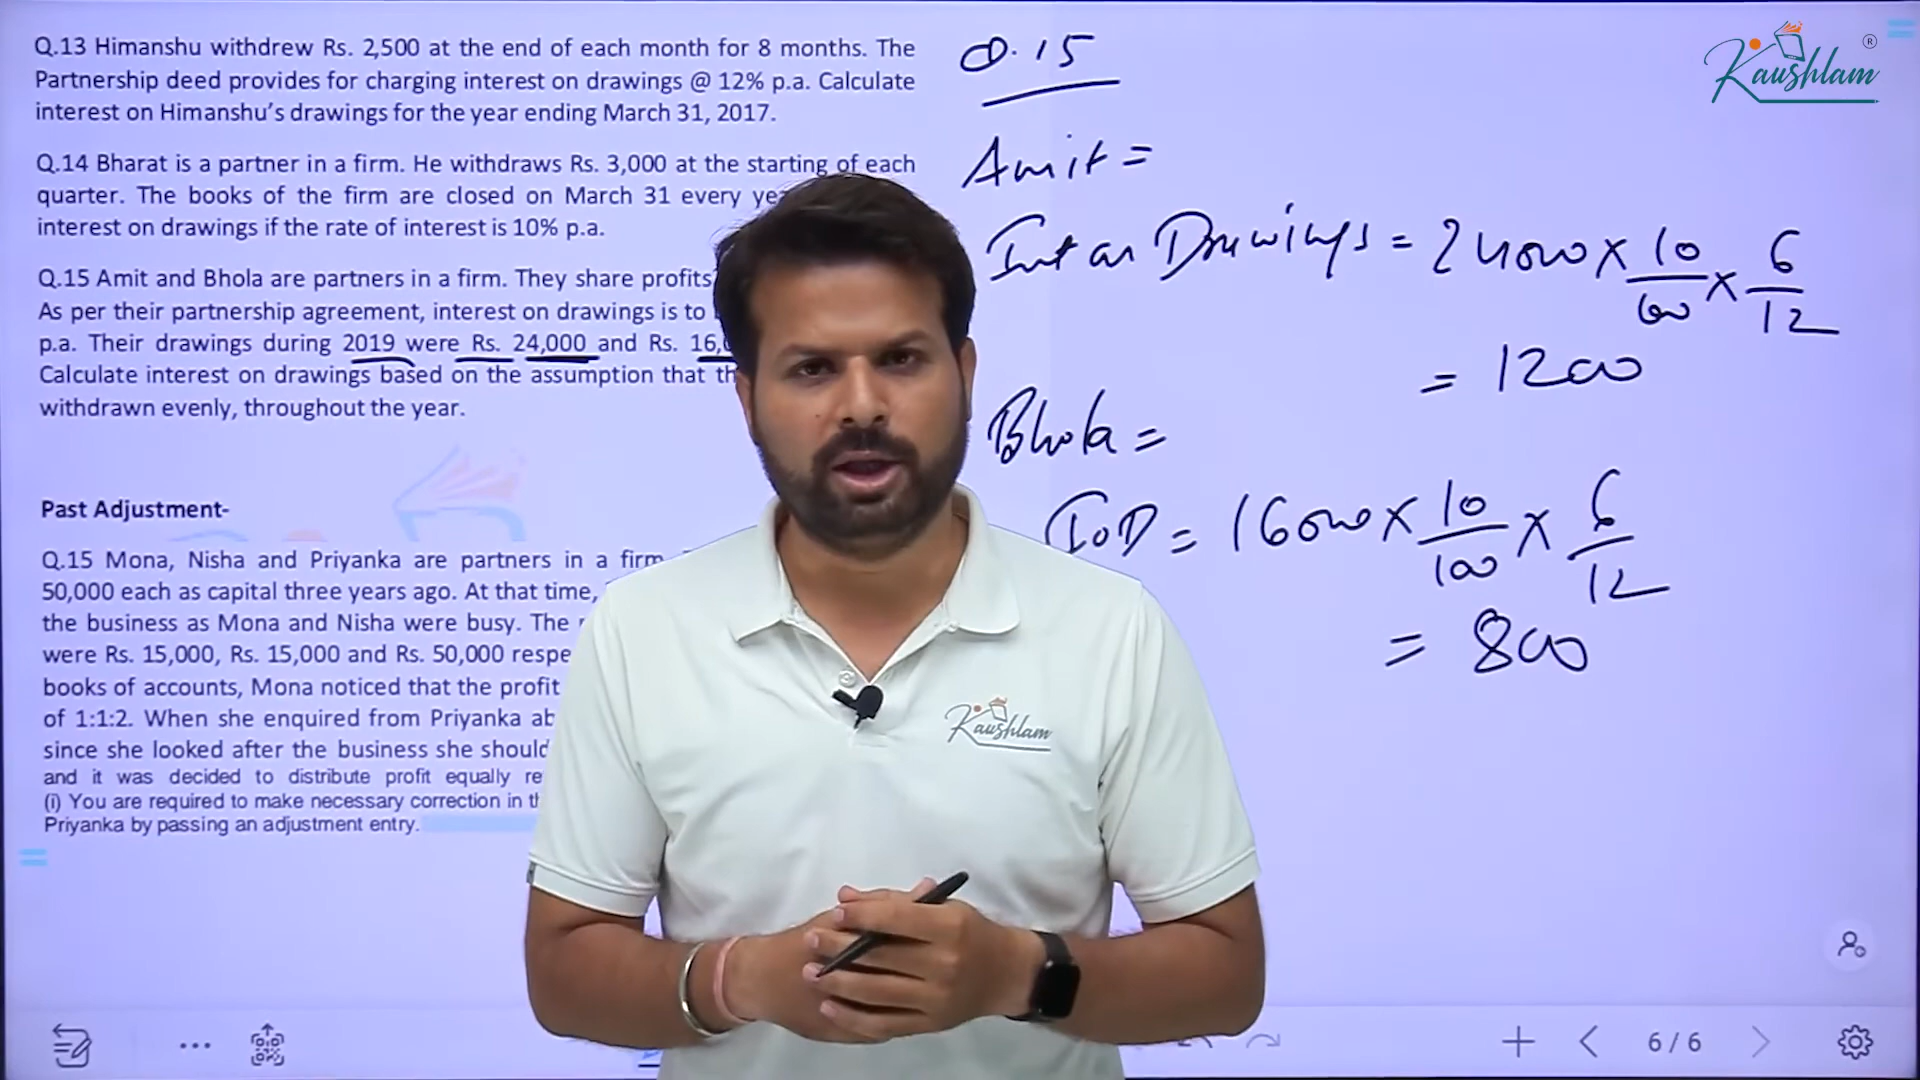 Q.13 Himanshu withdrew Rs. 2,500 at the end of each month for 8 months. The
Partnership deed provides for charging interest on drawings @ 12% p.a. Calculate
interest on Himanshu's drawings for the year ending March 31, 2017.
Q.14 Bharat is a partner in a firm. He withdraws Rs. 3,000 at the starting of each
quarter. The books of the firm are closed on March 31 every
interest on drawings if the rate of interest is 10% p.a.
Q.15 Amit and Bhola are partners in a firm. They share profits
As per their partnership agreement, interest on drawings is to
p.a. Their drawings during 2019 were Rs. 24,000 and Rs. 16,
Calculate interest on drawings based on the assumption that
withdrawn evenly, throughout the year.
Past Adjustment-
Q.15 Mona, Nisha and Priyanka are partners in a firm
50,000 each as capital three years ago. At that time,
the business as Mona and Nisha were busy. The
were Rs. 15,000, Rs. 15,000 and Rs. 50,000
books of accounts, Mona noticed that the profit
of 1:1:2. When she enquired from Priyanka
since she looked after the business she should
and it was decided to distribute profit equally
(i) You are required to make necessary correction in
Priyanka by passing an adjustment entry.
Q.15
Amit =
Int on Drawings = 24000 × 10/100 × 6/12
= 1200
Bhola =
IOD = 16000 × 10/100 × 6/12
= 800
Kaushlam ®
Kaushlam
6/6